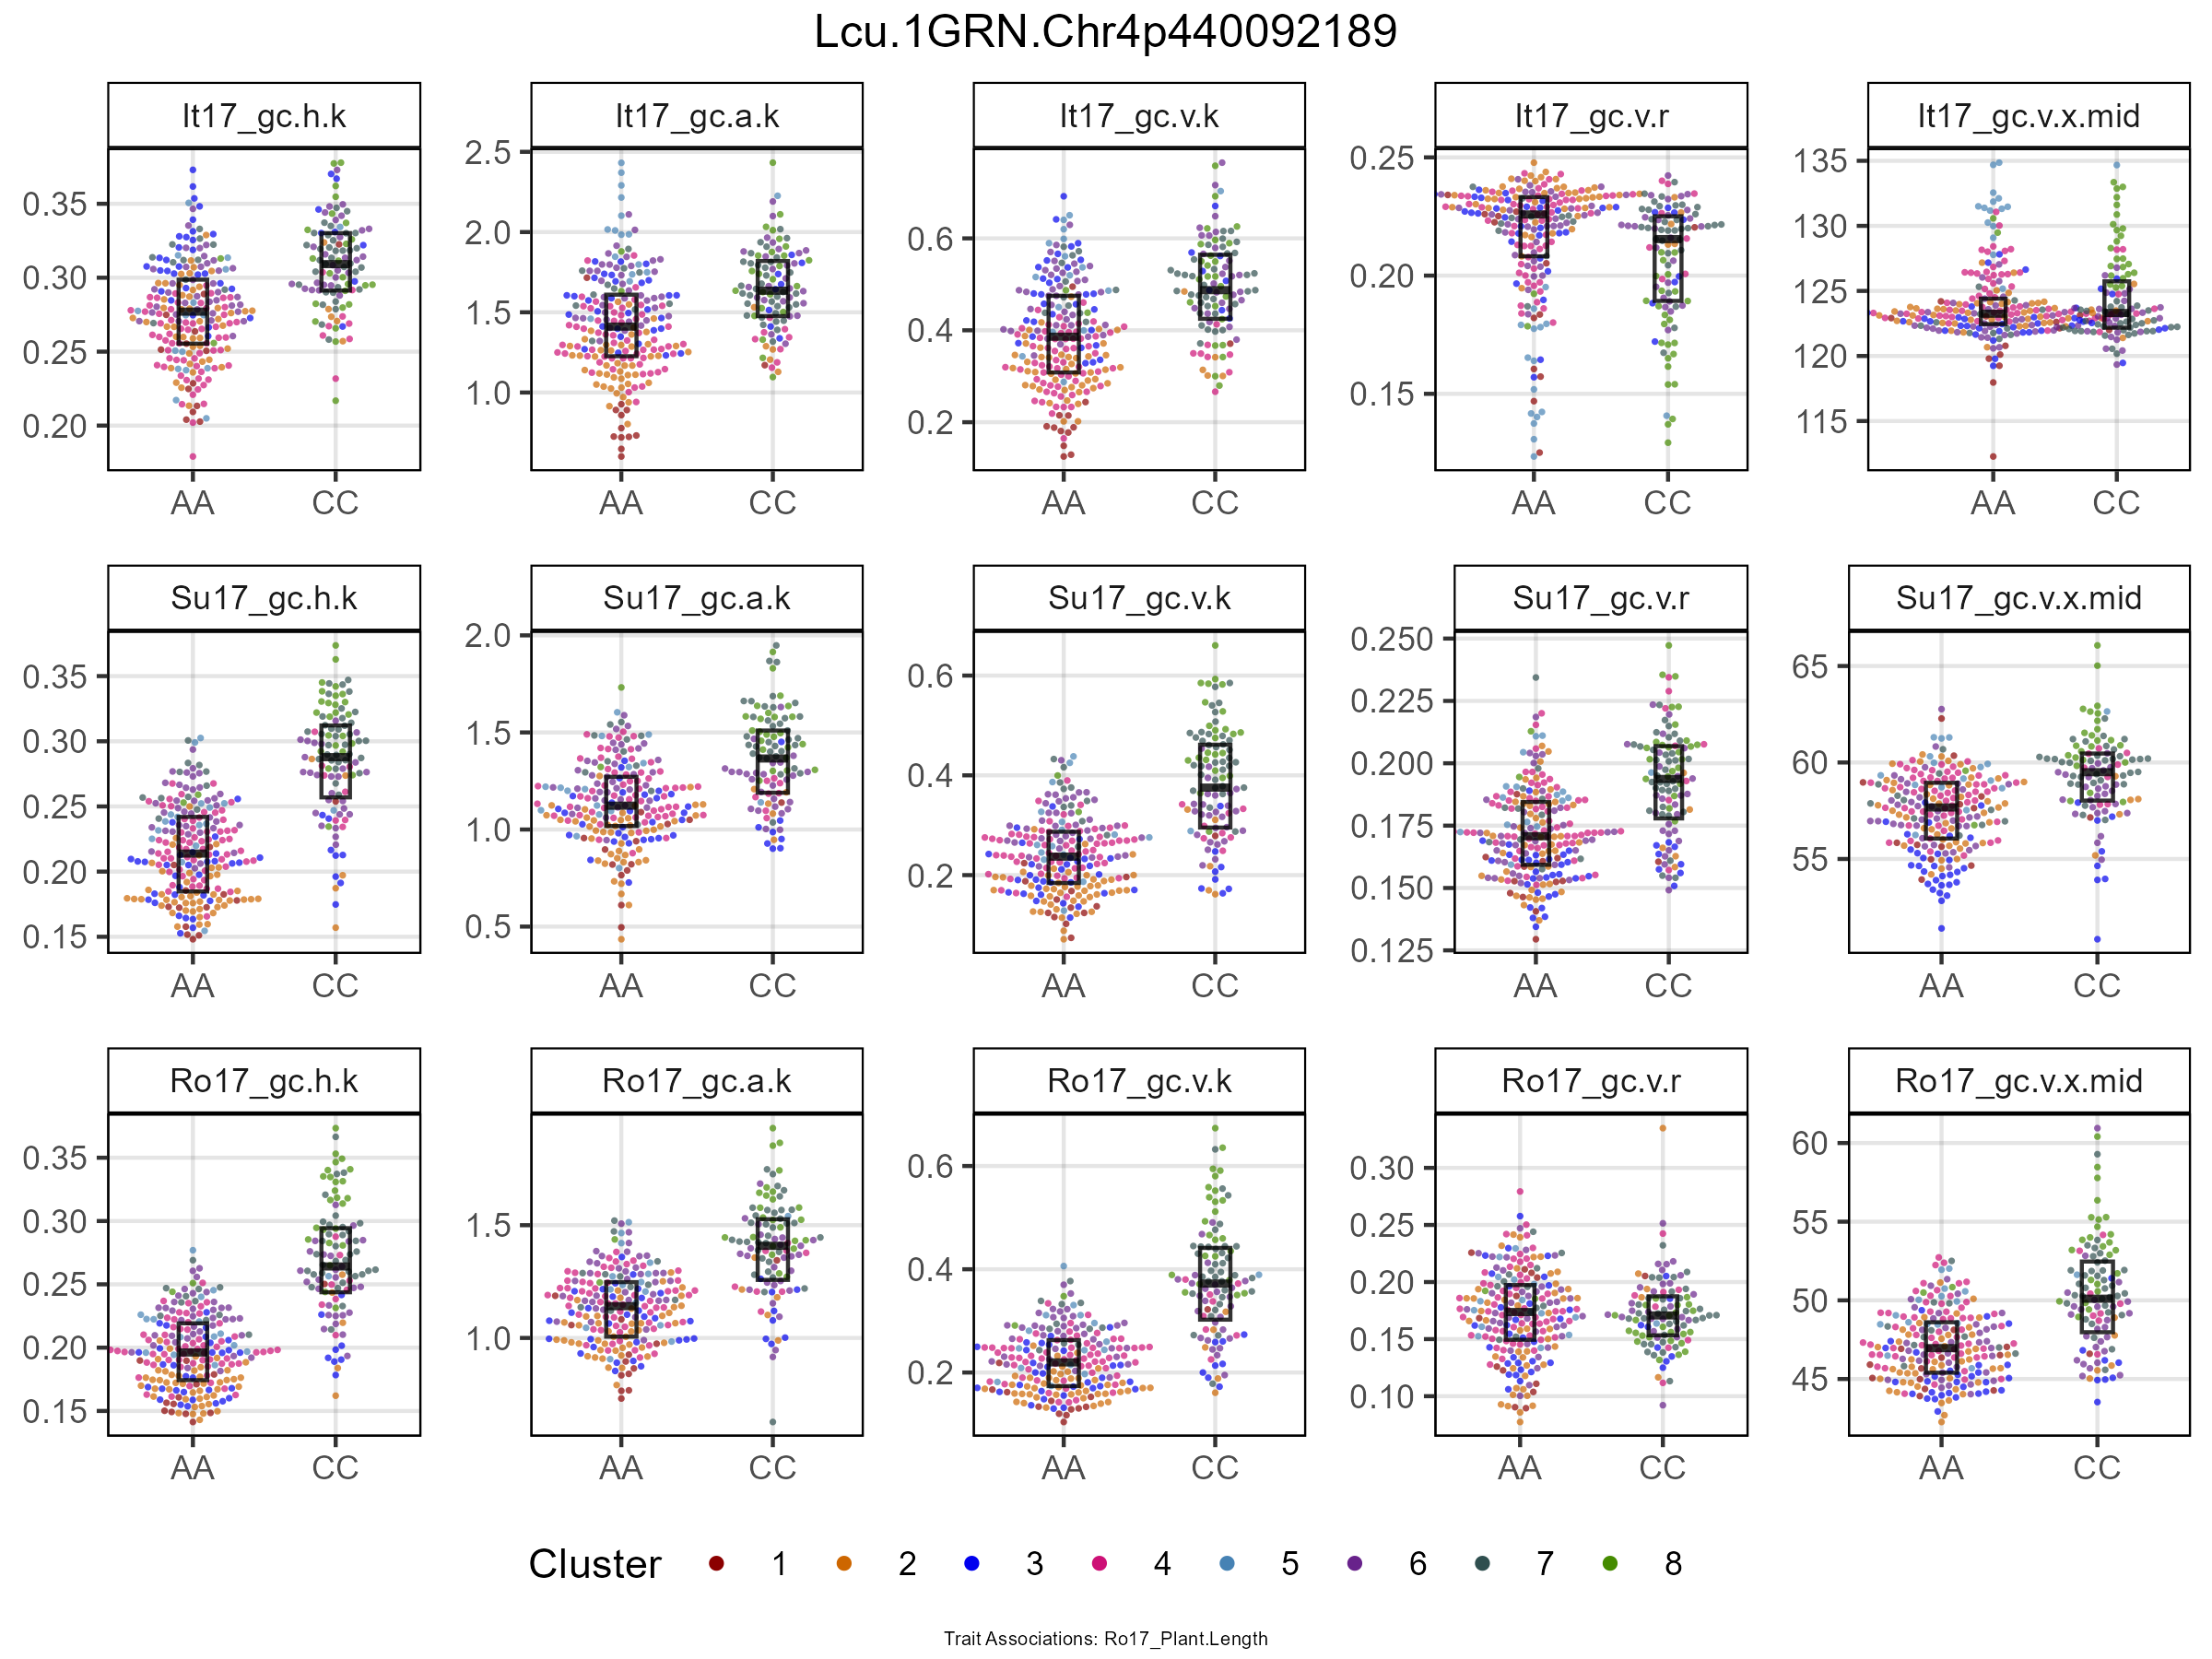 Lcu.1GRN.Chr4p440092189
It17_gc.h.k
It17_gc.a.k
It17_gc.v.k
It17_gc.v.r
It17_gc.v.x.mid
0.35
0.30
0.25
0.20
AA CC
2.5
2.0
1.5
1.0
AA CC
0.6
0.4
0.2
AA CC
0.25
0.20
0.15
AA CC
135
130
125
120
115
AA CC
Su17_gc.h.k
Su17_gc.a.k
Su17_gc.v.k
Su17_gc.v.r
Su17_gc.v.x.mid
0.35
0.30
0.25
0.20
0.15
AA CC
2.0
1.5
1.0
0.5
AA CC
0.6
0.4
0.2
AA CC
0.250
0.225
0.200
0.175
0.150
0.125
AA CC
65
60
55
AA CC
Ro17_gc.h.k
Ro17_gc.a.k
Ro17_gc.v.k
Ro17_gc.v.r
Ro17_gc.v.x.mid
0.35
0.30
0.25
0.20
0.15
AA CC
1.5
1.0
AA CC
0.6
0.4
0.2
AA CC
0.30
0.25
0.20
0.15
0.10
AA CC
60
55
50
45
AA CC
Cluster 1 2 3 4 5 6 7 8
Trait Associations: Ro17_Plant.Length